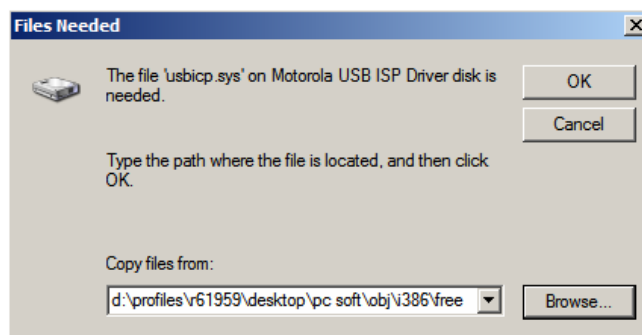 Files Needed
The file 'usbicp.sys' on Motorola USB ISP Driver disk is
needed.
OK
Cancel
Type the path where the file is located, and then click
OK.
Copy files from:
d:\profiles\r61959\desktop\pc soft\obj\i386\free
Browse...